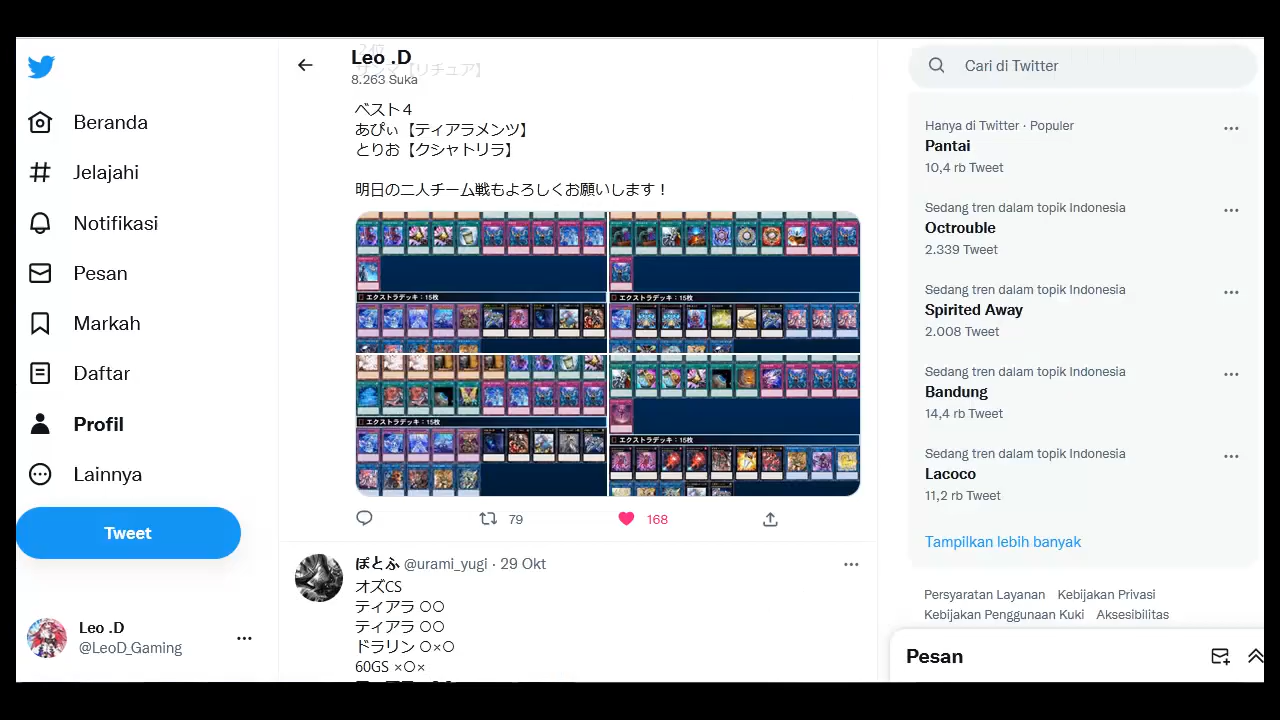 Beranda
Jelajahi
Notifikasi
Pesan
Markah
Daftar
Profil
Lainnya
Tweet
Leo .D
@LeoD_Gaming
Leo .D
8.263 Suka
【リチュア】
ベスト４
あぴぃ【ティアラメンツ】
とりお【クシャトリラ】
明日の二人チーム戦もよろしくお願いします！
エクストラデッキ：15枚
エクストラデッキ：15枚
エクストラデッキ：15枚
エクストラデッキ：15枚
79
168
ぽとふ @urami_yugi · 29 Okt
オズCS
ティアラ ○○
ティアラ ○○
ドラリン ○×○
60GS ×○×
Cari di Twitter
Hanya di Twitter · Populer
Pantai
10,4 rb Tweet
Sedang tren dalam topik Indonesia
Octrouble
2.339 Tweet
Sedang tren dalam topik Indonesia
Spirited Away
2.008 Tweet
Sedang tren dalam topik Indonesia
Bandung
14,4 rb Tweet
Sedang tren dalam topik Indonesia
Lacoco
11,2 rb Tweet
Tampilkan lebih banyak
Persyaratan Layanan Kebijakan Privasi
Kebijakan Penggunaan Kuki Aksesibilitas
Pesan